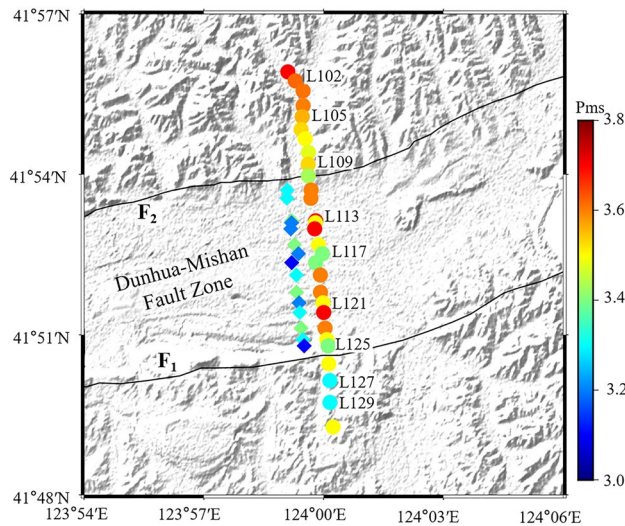 41°57′N
Pms
3.8
L102
L105
3.6
L109
41°54′N
F2
L113
3.4
Dunhua-Mishan
Fault Zone
L117
L121
3.2
41°51′N
L125
F1
L127
L129
3.0
41°48′N
123°54′E
123°57′E
124°00′E
124°03′E
124°06′E